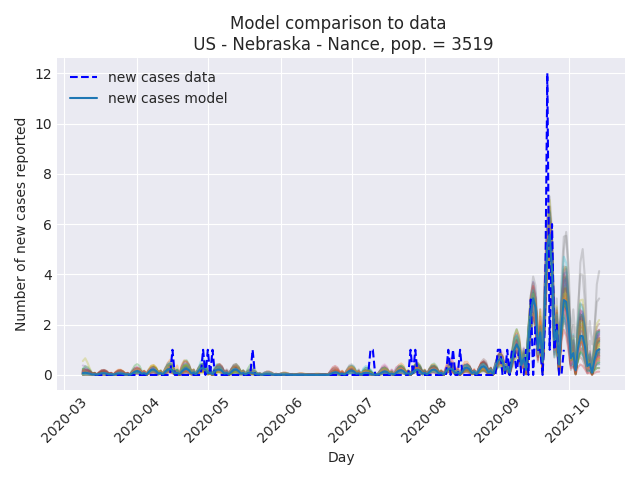 Model comparison to data
US - Nebraska - Nance, pop. = 3519
new cases data
new cases model
Number of new cases reported
12
10
8
6
4
2
0
2020-03
2020-04
2020-05
2020-06
2020-07
2020-08
2020-09
2020-10
Day